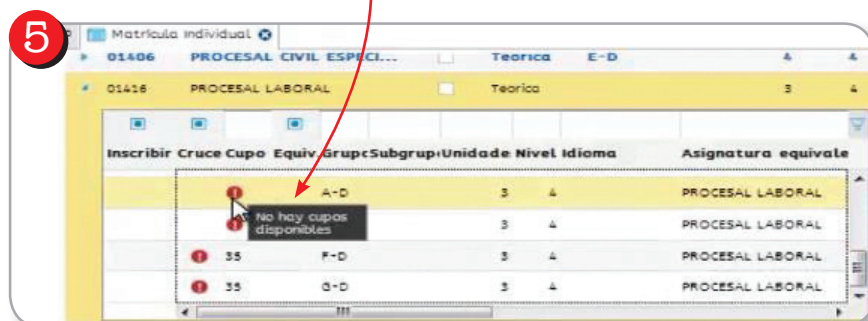 5
Matrícula individual
01406 PROCESAL CIVIL ESPECI... Teorica E-D 4 4
01416 PROCESAL LABORAL Teorica 3 4
Inscribir Cruce Cupo Equiv. Grupo Subgrup Unidade Nivel Idioma Asignatura equivale
A-D 3 4 PROCESAL LABORAL
No hay cupos
disponibles
3 4 PROCESAL LABORAL
35 F-D 3 4 PROCESAL LABORAL
35 G-D 3 4 PROCESAL LABORAL